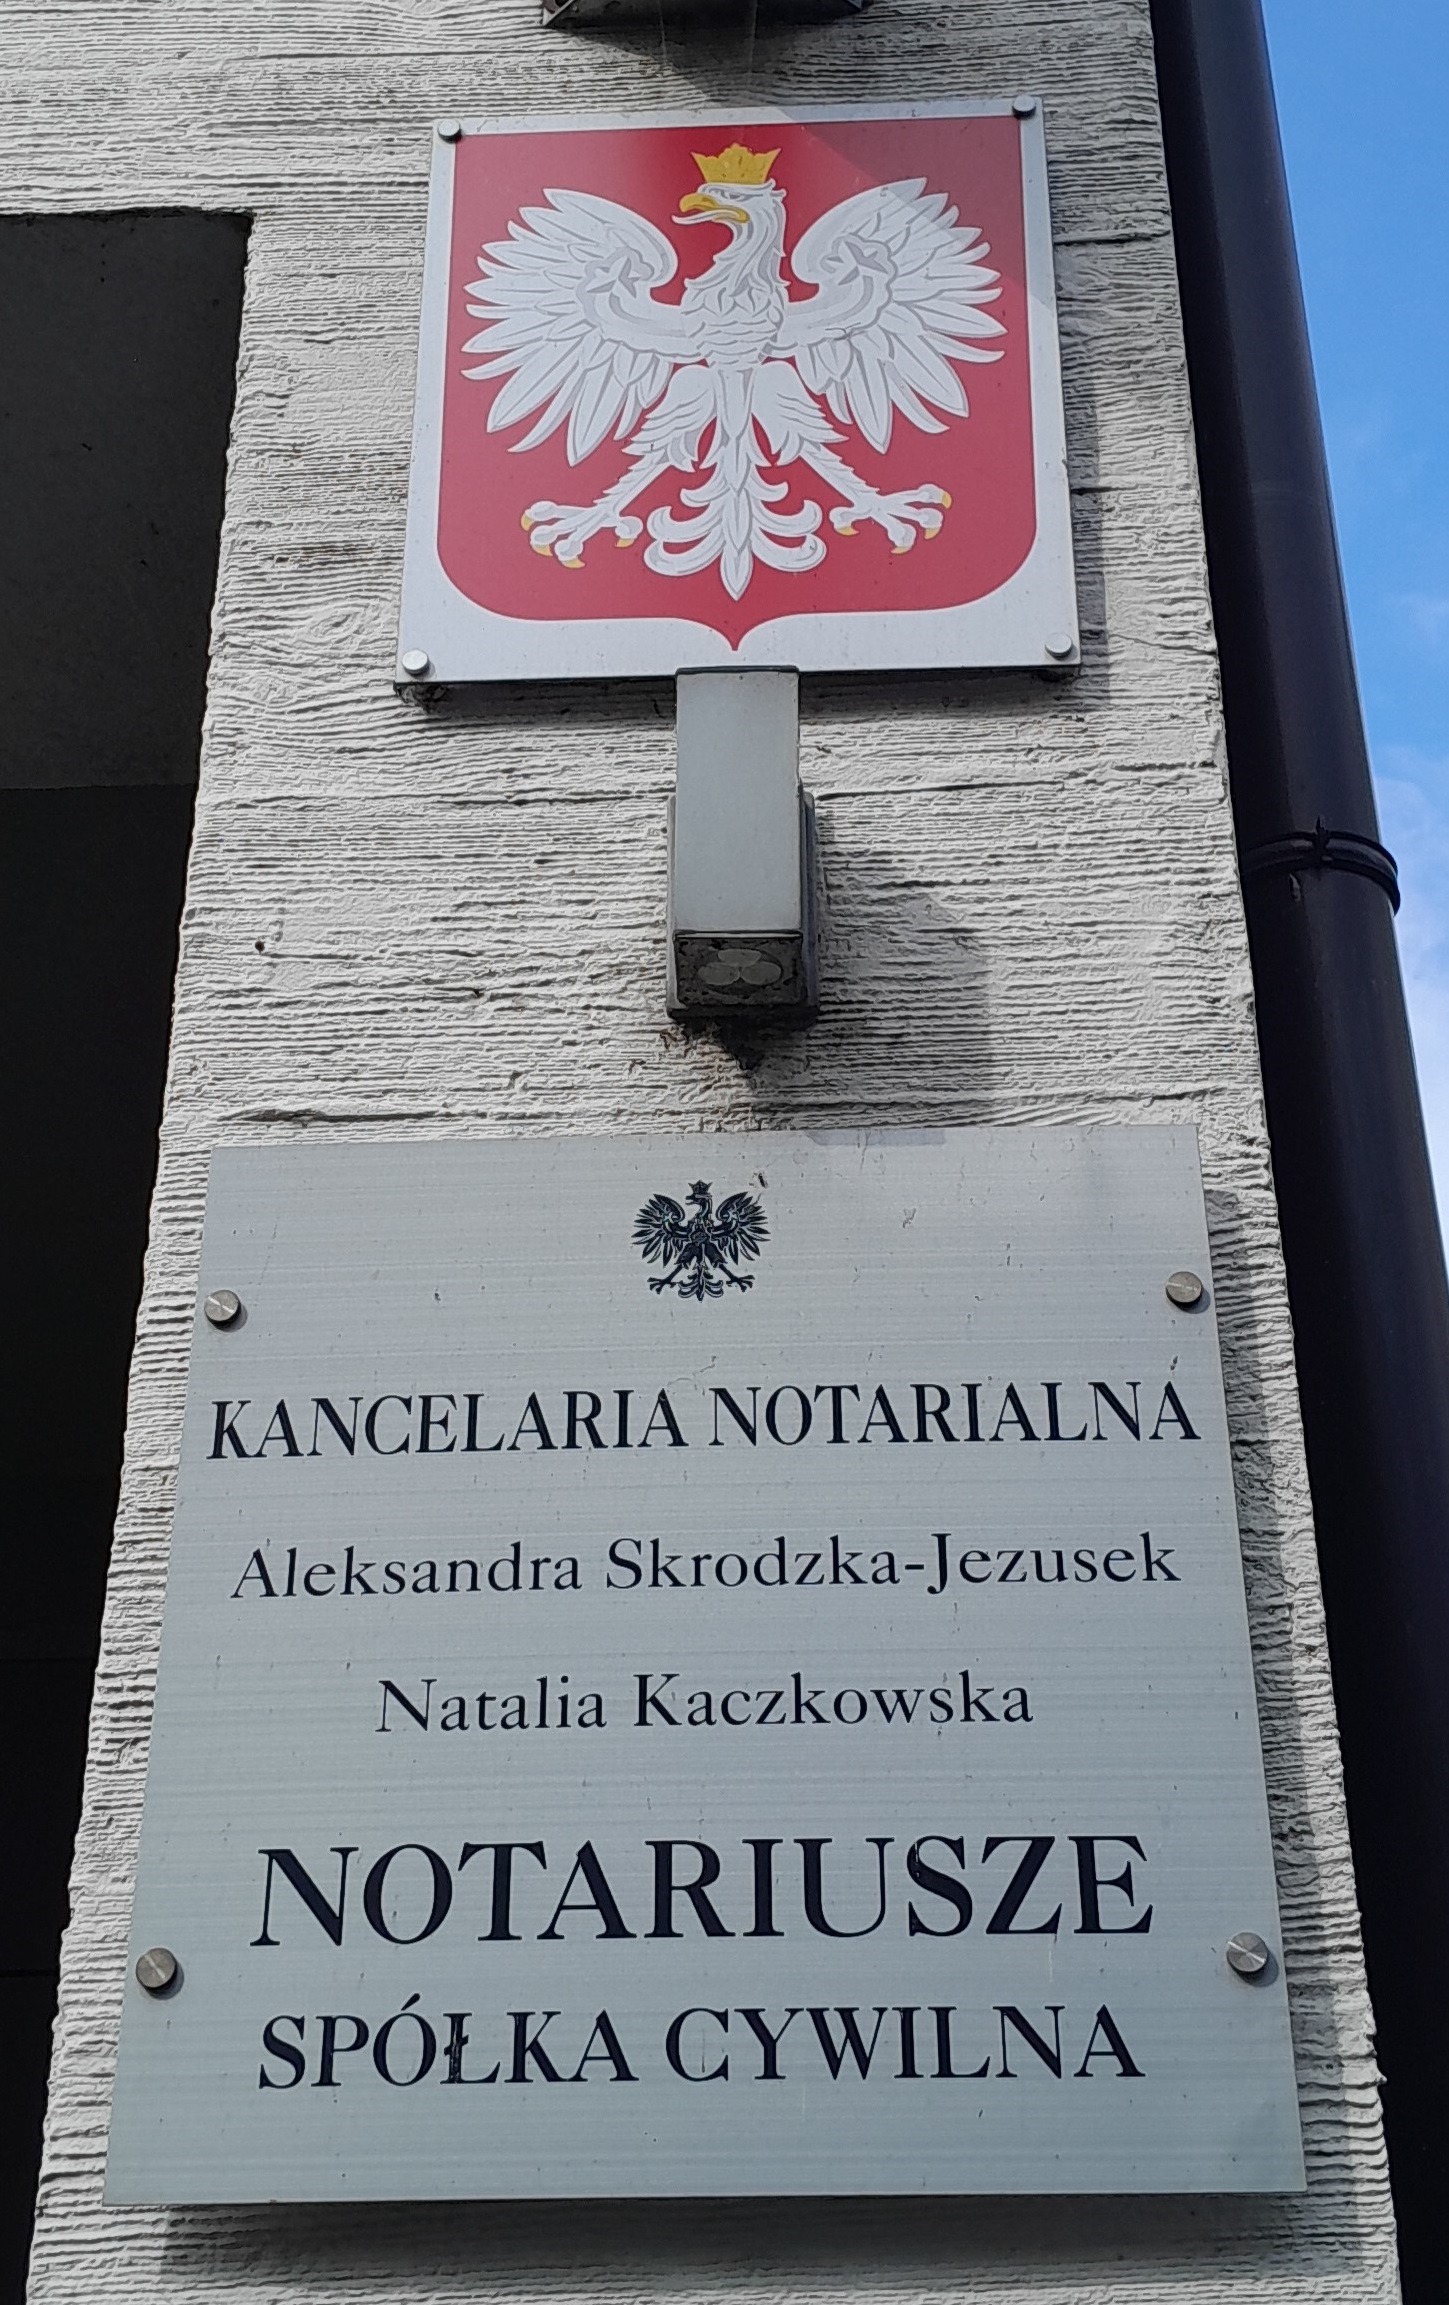 KANCELARIA NOTARIALNA
Aleksandra Skrodzka-Jezusek
Natalia Kaczkowska
NOTARIUSZE
SPÓŁKA CYWILNA